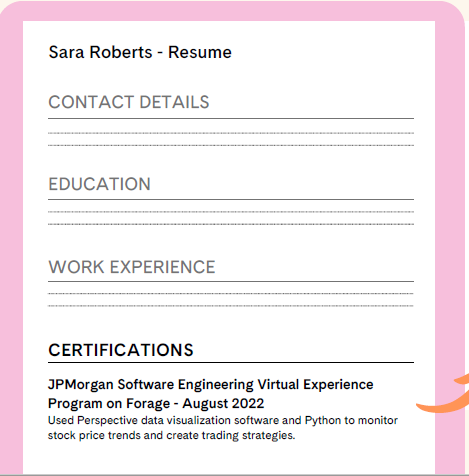 Sara Roberts - Resume
CONTACT DETAILS
EDUCATION
WORK EXPERIENCE
CERTIFICATIONS
JPMorgan Software Engineering Virtual Experience
Program on Forage - August 2022
Used Perspective data visualization software and Python to monitor
stock price trends and create trading strategies.